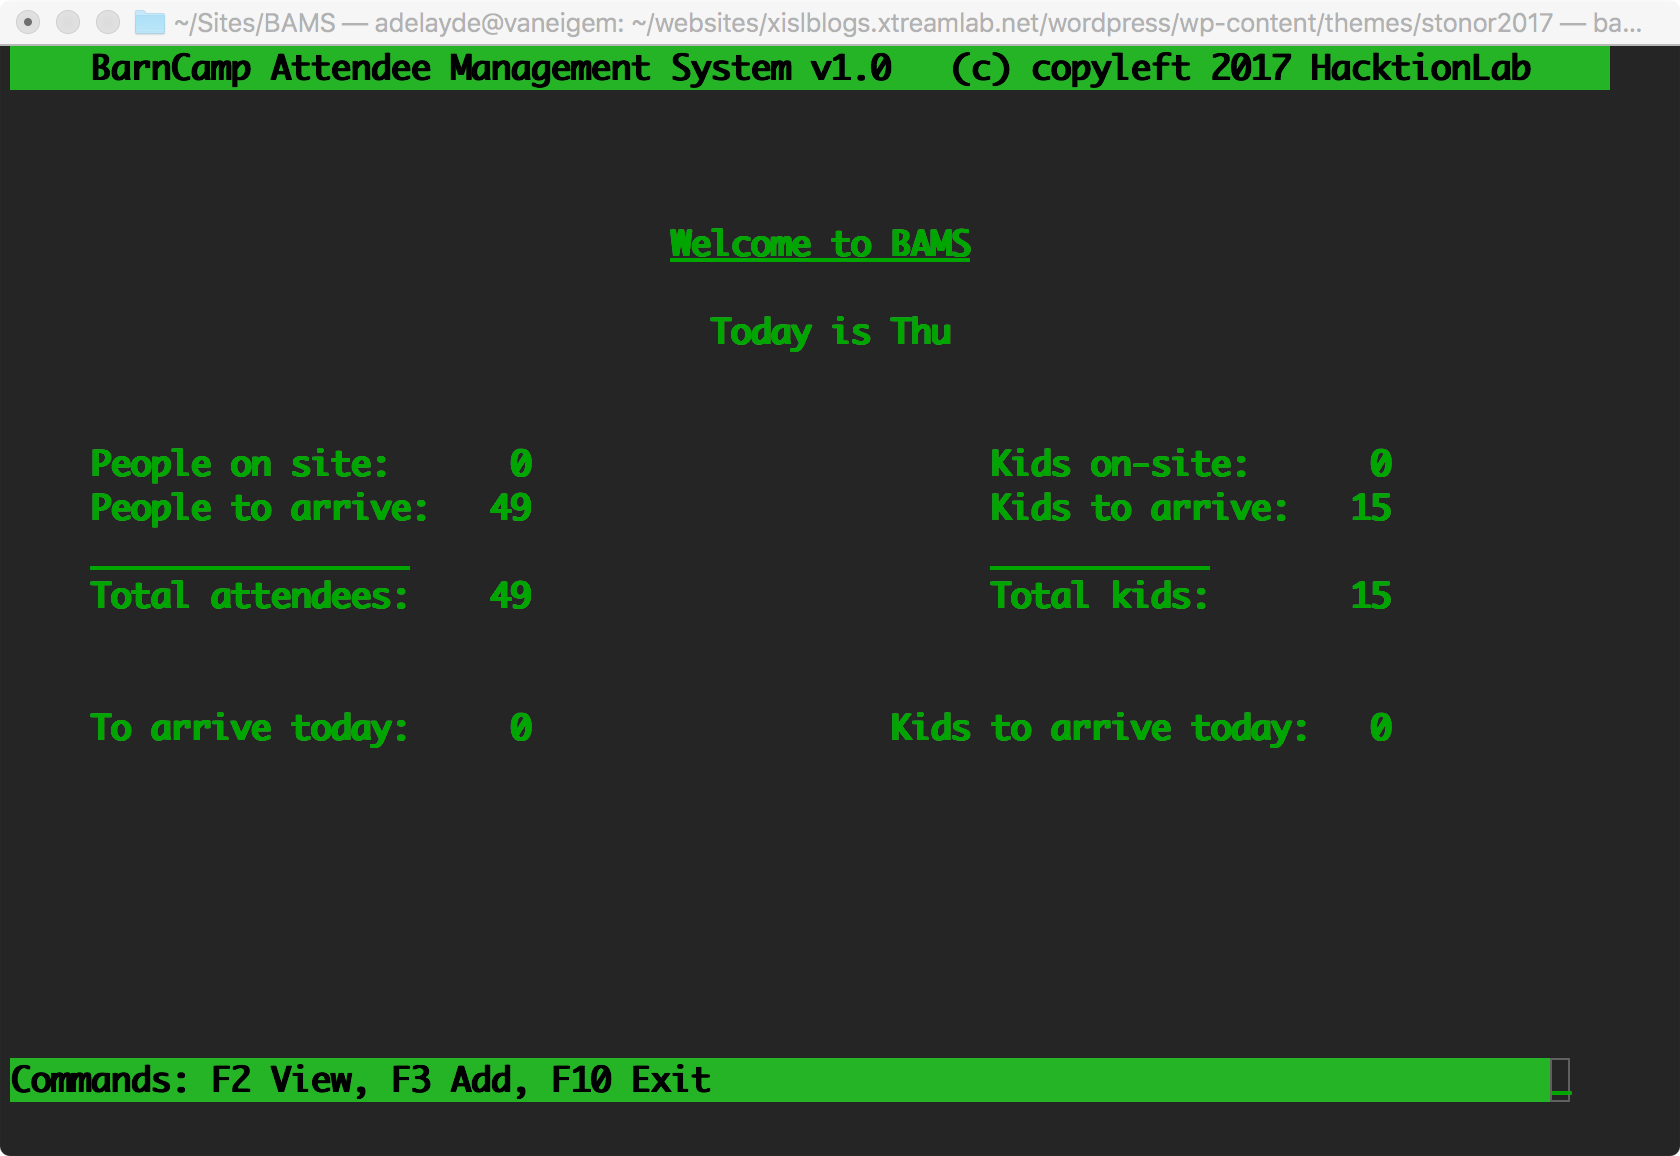 ~/Sites/BAMS — adelayde@vaneigem: ~/websites/xislblogs.xtreamlab.net/wordpress/wp-content/themes/stonor2017 — ba...
BarnCamp Attendee Management System v1.0 (c) copyleft 2017 HacktionLab
Welcome to BAMS
Today is Thu
People on site: 0 Kids on-site: 0
People to arrive: 49 Kids to arrive: 15
Total attendees: 49 Total kids: 15
To arrive today: 0 Kids to arrive today: 0
Commands: F2 View, F3 Add, F10 Exit